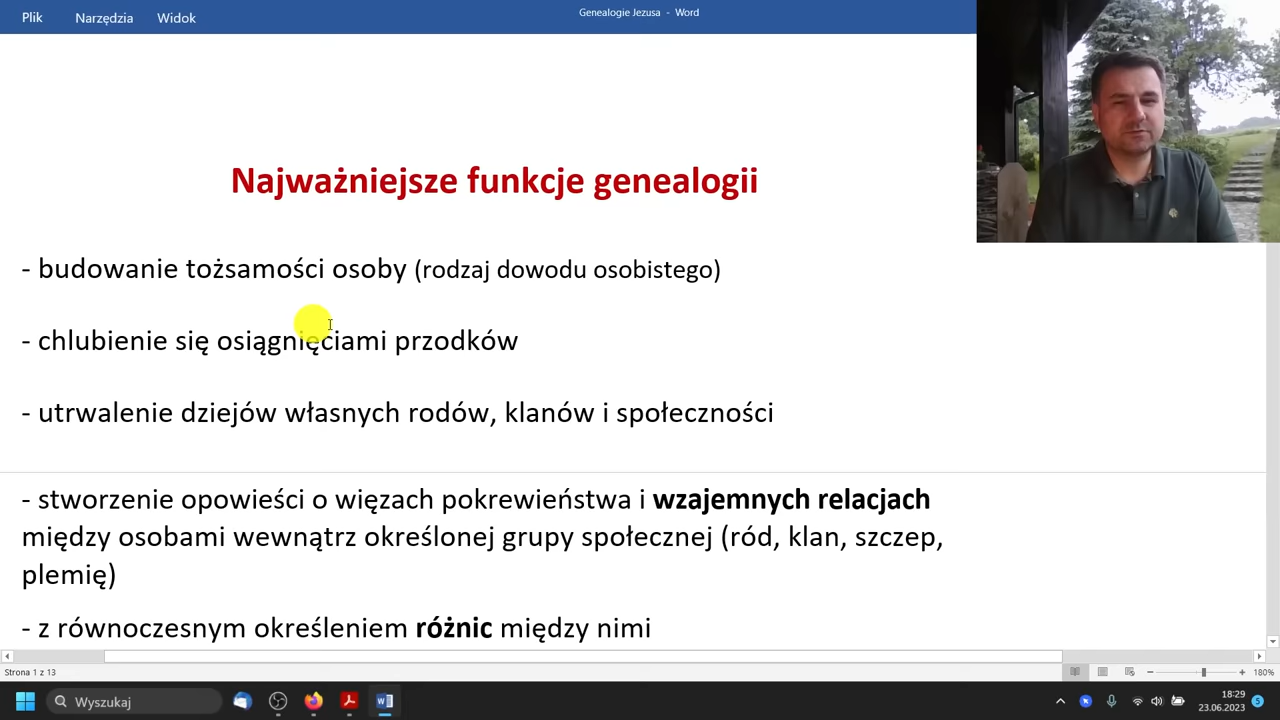 Plik Narzędzia Widok
Genealogie Jezusa - Word
Najważniejsze funkcje genealogii
- budowanie tożsamości osoby (rodzaj dowodu osobistego)
- chlubienie się osiągnięciami przodków
- utrwalenie dziejów własnych rodów, klanów i społeczności
- stworzenie opowieści o więzach pokrewieństwa i wzajemnych relacjach
między osobami wewnątrz określonej grupy społecznej (ród, klan, szczep,
plemię)
- z równoczesnym określeniem różnic między nimi
Strona 1 z 13
180%
Wyszukaj
18:29
23.06.2023
5